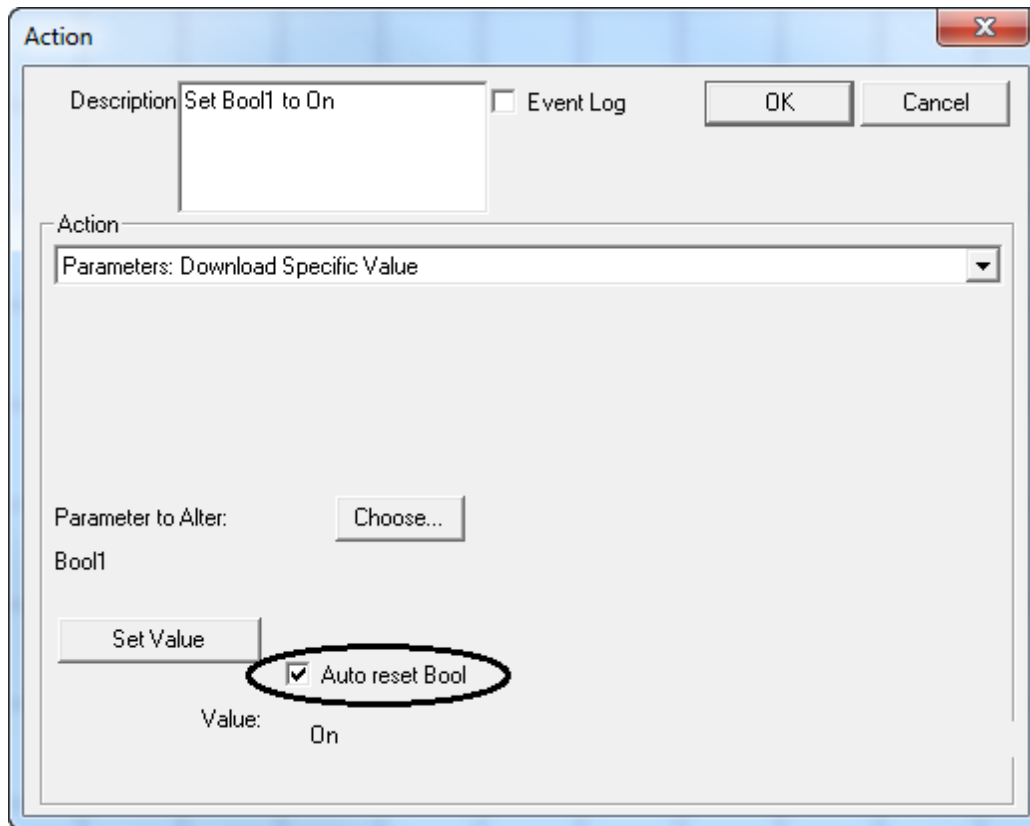 Action
Description Set Bool1 to On Event Log OK Cancel
Action
Parameters: Download Specific Value
Parameter to Alter: Choose...
Bool1
Set Value
Auto reset Bool
Value:
On